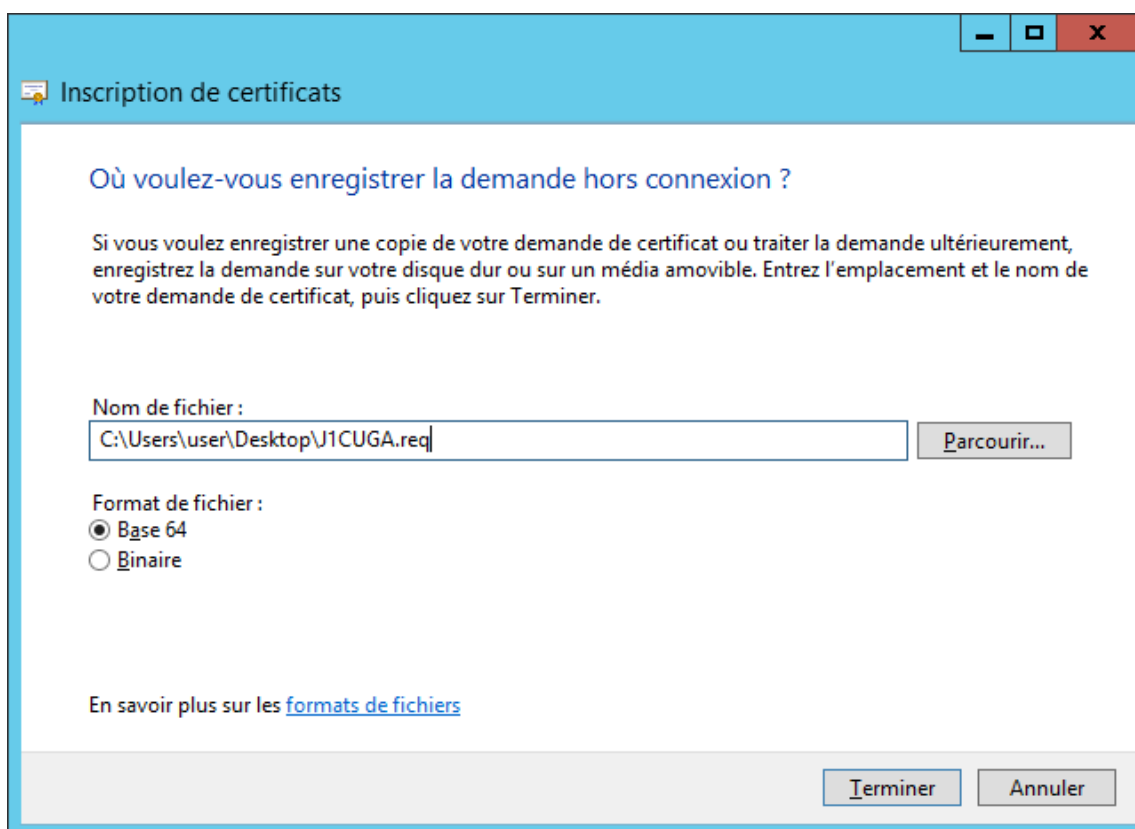 Inscription de certificats
Où voulez-vous enregistrer la demande hors connexion ?
Si vous voulez enregistrer une copie de votre demande de certificat ou traiter la demande ultérieurement,
enregistrez la demande sur votre disque dur ou sur un média amovible. Entrez l'emplacement et le nom de
votre demande de certificat, puis cliquez sur Terminer.
Nom de fichier :
C:\Users\user\Desktop\J1CUGA.req
Parcourir...
Format de fichier :
Base 64
Binaire
En savoir plus sur les formats de fichiers
Terminer
Annuler